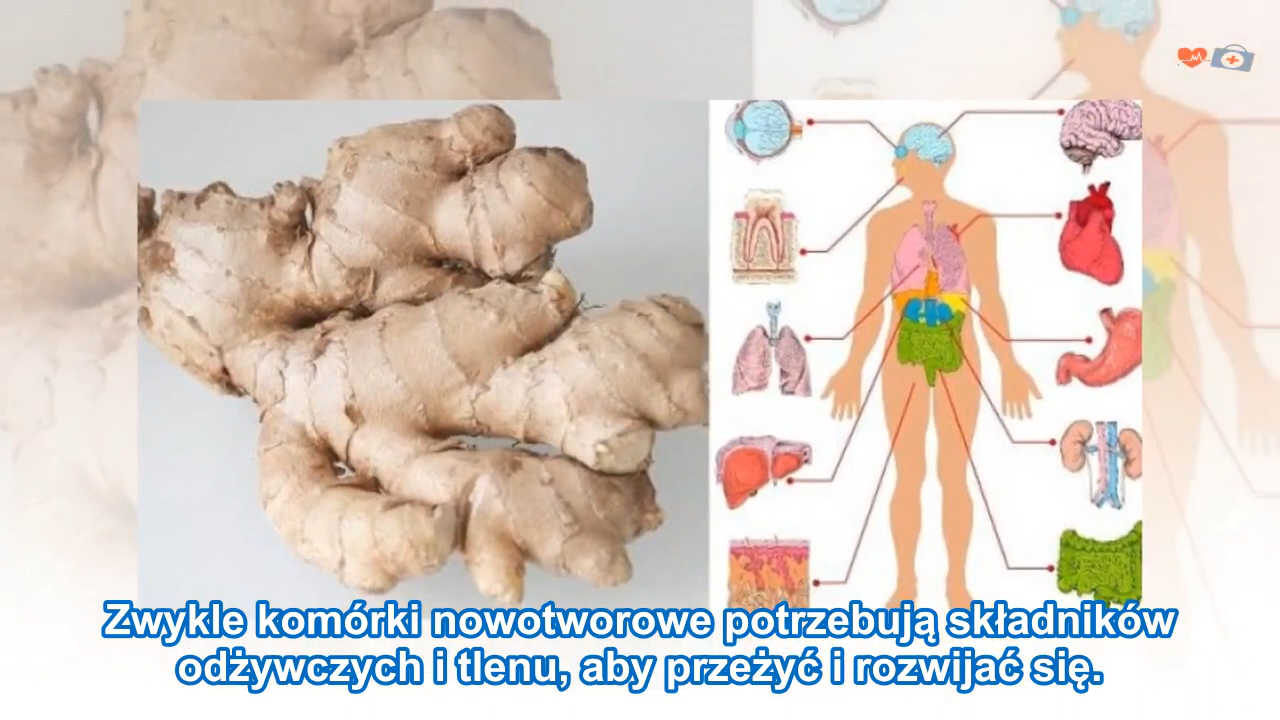 Zwykle komórki nowotworowe potrzebują składników
odżywczych i tlenu, aby przeżyć i rozwijać się.